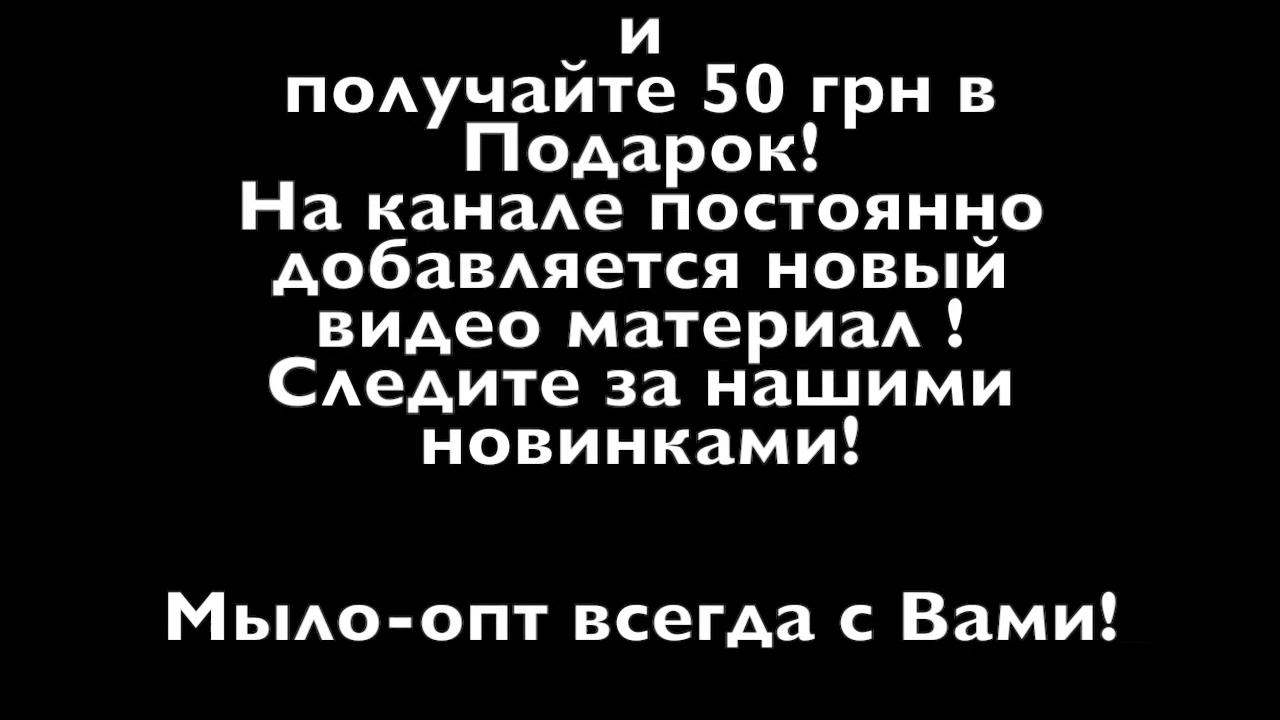 и
получайте 50 грн в
Подарок!
На канале постоянно
добавляется новый
видео материал !
Следите за нашими
новинками!
Мыло-опт всегда с Вами!